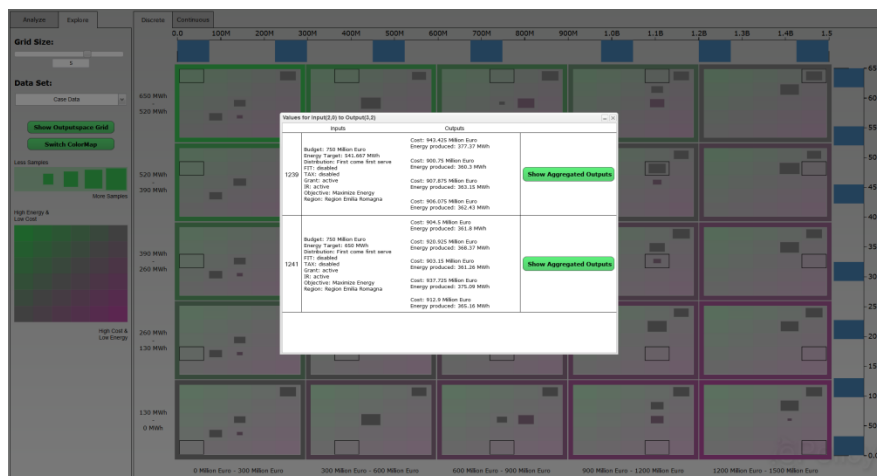 Analyze Explore
Discrete Continuous
Grid Size:
5
Data Set:
Case Data
Show Outputspace Grid
Switch ColorMap
Less Samples
More Samples
High Energy &
Low Cost
High Cost &
Low Energy
0.0 100M 200M 300M 400M 500M 600M 700M 800M 900M 1.0B 1.1B 1.2B 1.3B 1.4B 1.5
650 MWh
-
520 MWh
520 MWh
-
390 MWh
390 MWh
-
260 MWh
260 MWh
-
130 MWh
130 MWh
-
0 MWh
Inputs Outputs
1239
Budget: 750 Million Euro
Energy Target: 541.667 MWh
Distribution: First come first serve
FIT: disabled
TAX: disabled
Grant: active
IR: active
Objective: Maximize Energy
Region: Region Emilia Romagna
Cost: 943.425 Million Euro
Energy produced: 377.37 MWh
Cost: 900.75 Million Euro
Energy produced: 360.3 MWh
Cost: 907.875 Million Euro
Energy produced: 363.15 MWh
Cost: 906.075 Million Euro
Energy produced: 362.43 MWh
Show Aggregated Outputs
1241
Budget: 750 Million Euro
Energy Target: 600 MWh
Distribution: First come first serve
FIT: disabled
TAX: disabled
Grant: active
IR: active
Objective: Maximize Energy
Region: Region Emilia Romagna
Cost: 904.5 Million Euro
Energy produced: 361.8 MWh
Cost: 920.925 Million Euro
Energy produced: 368.37 MWh
Cost: 903.15 Million Euro
Energy produced: 361.26 MWh
Cost: 937.725 Million Euro
Energy produced: 375.09 MWh
Cost: 912.9 Million Euro
Energy produced: 365.16 MWh
Show Aggregated Outputs
0 Million Euro - 300 Million Euro 300 Million Euro - 600 Million Euro 600 Million Euro - 900 Million Euro 900 Million Euro - 1200 Million Euro 1200 Million Euro - 1500 Million Euro